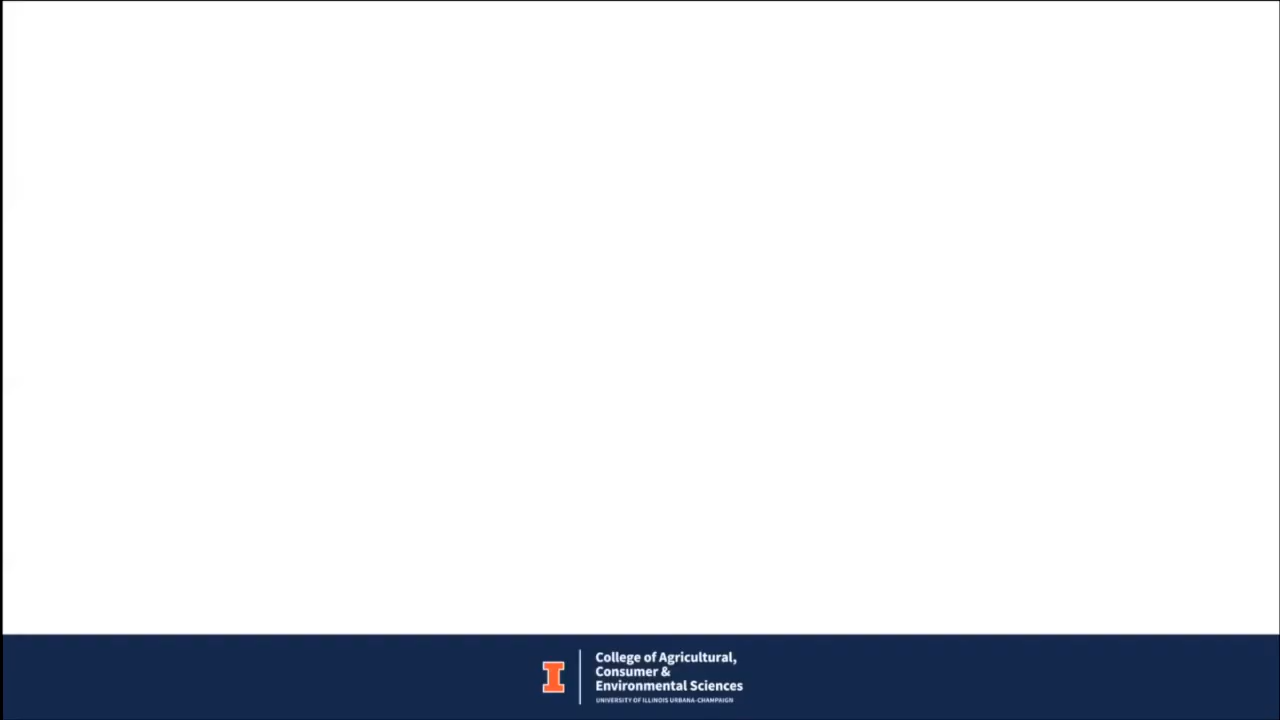 College of Agricultural,
Consumer &
Environmental Sciences
UNIVERSITY OF ILLINOIS URBANA-CHAMPAIGN